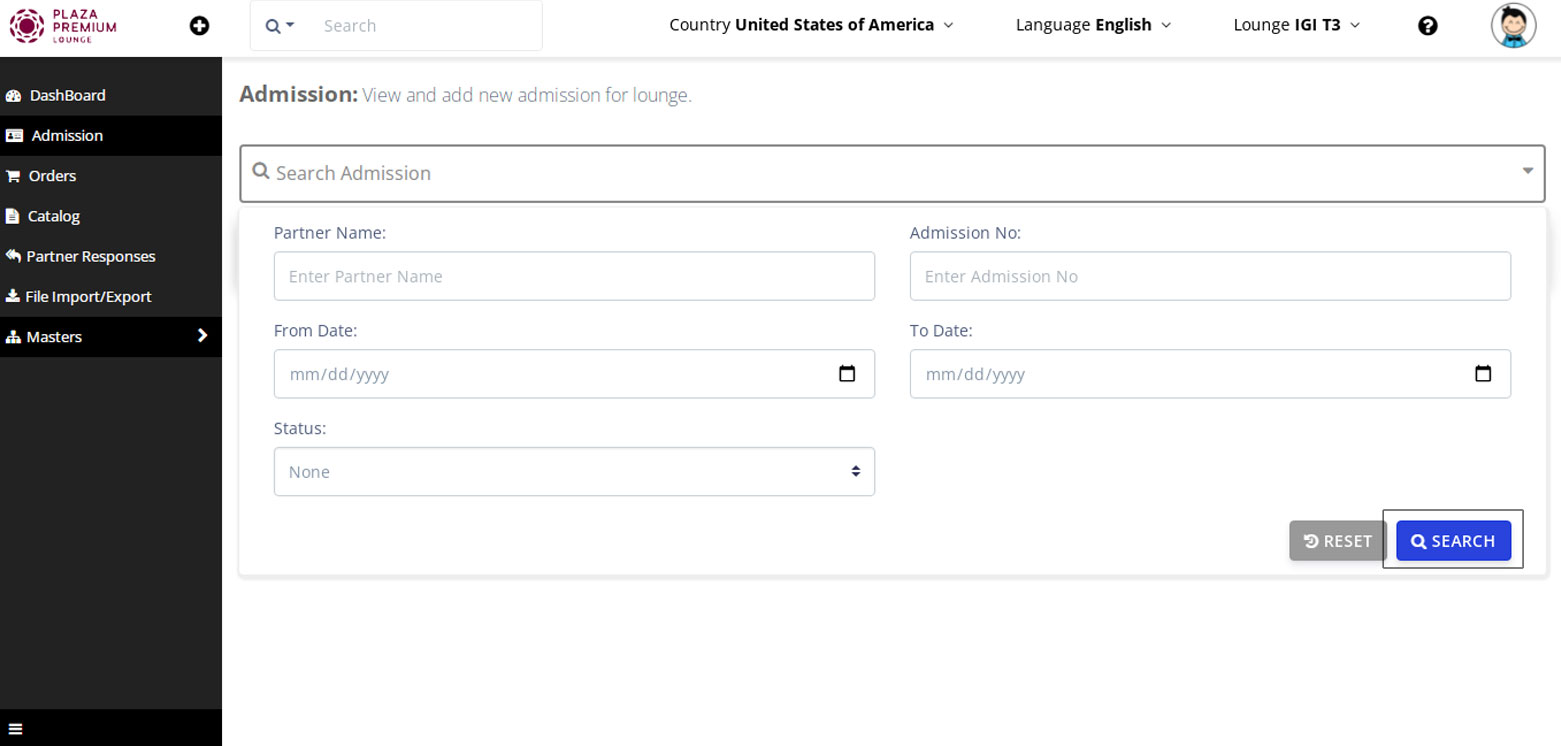 PLAZA
PREMIUM
LOUNGE
Search
Country United States of America
Language English
Lounge IGI T3
DashBoard
Admission
Orders
Catalog
Partner Responses
File Import/Export
Masters
Admission: View and add new admission for lounge.
Search Admission
Partner Name:
Admission No:
Enter Partner Name
Enter Admission No
From Date:
To Date:
mm/dd/yyyy
mm/dd/yyyy
Status:
None
RESET
SEARCH